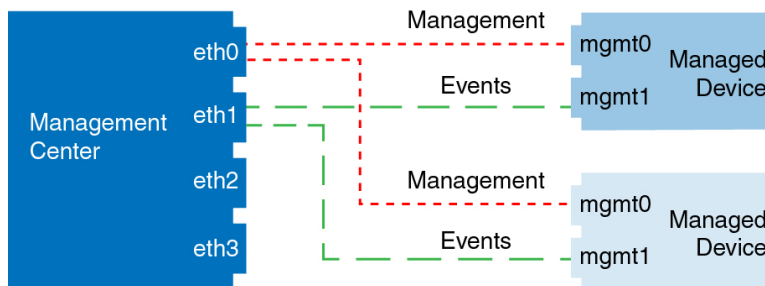 Management
eth0
mgmt0
Managed
Device
Events
eth1
mgmt1
Management
Center
eth2
Management
mgmt0
Managed
Device
eth3
Events
mgmt1